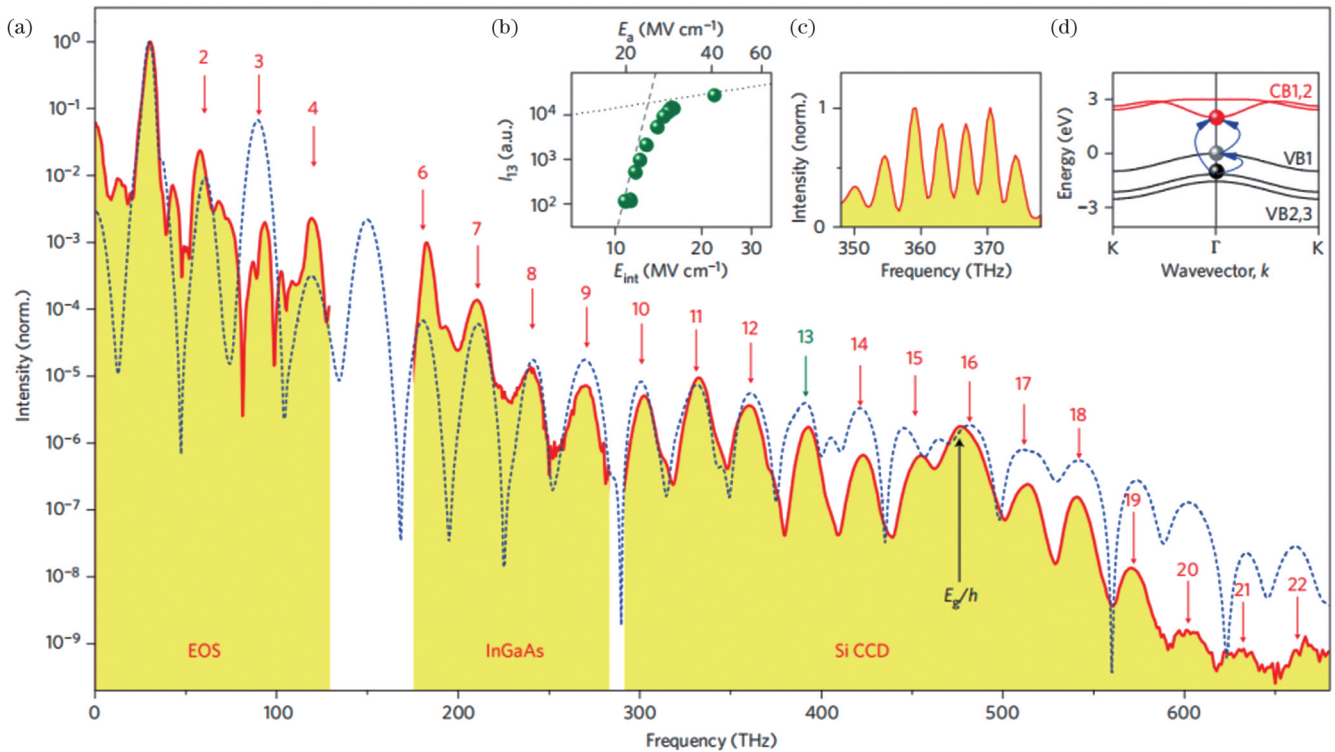 (a)
(b)
(c)
(d)
Intensity (norm.)
10⁰
10⁻¹
10⁻²
10⁻³
10⁻⁴
10⁻⁵
10⁻⁶
10⁻⁷
10⁻⁸
10⁻⁹
2
3
4
6
7
8
9
10
11
12
13
14
15
16
17
18
19
20
21
22
E_g/h
EOS
InGaAs
Si CCD
0
100
200
300
400
500
600
Frequency (THz)
E_a (MV cm⁻¹)
20
40
60
I₁₃ (a.u.)
10⁴
10³
10²
10
20
30
E_int (MV cm⁻¹)
Intensity (norm.)
1
0
350
360
370
Frequency (THz)
Energy (eV)
3
0
−3
CB1,2
VB1
VB2,3
K
Γ
K
Wavevector, k